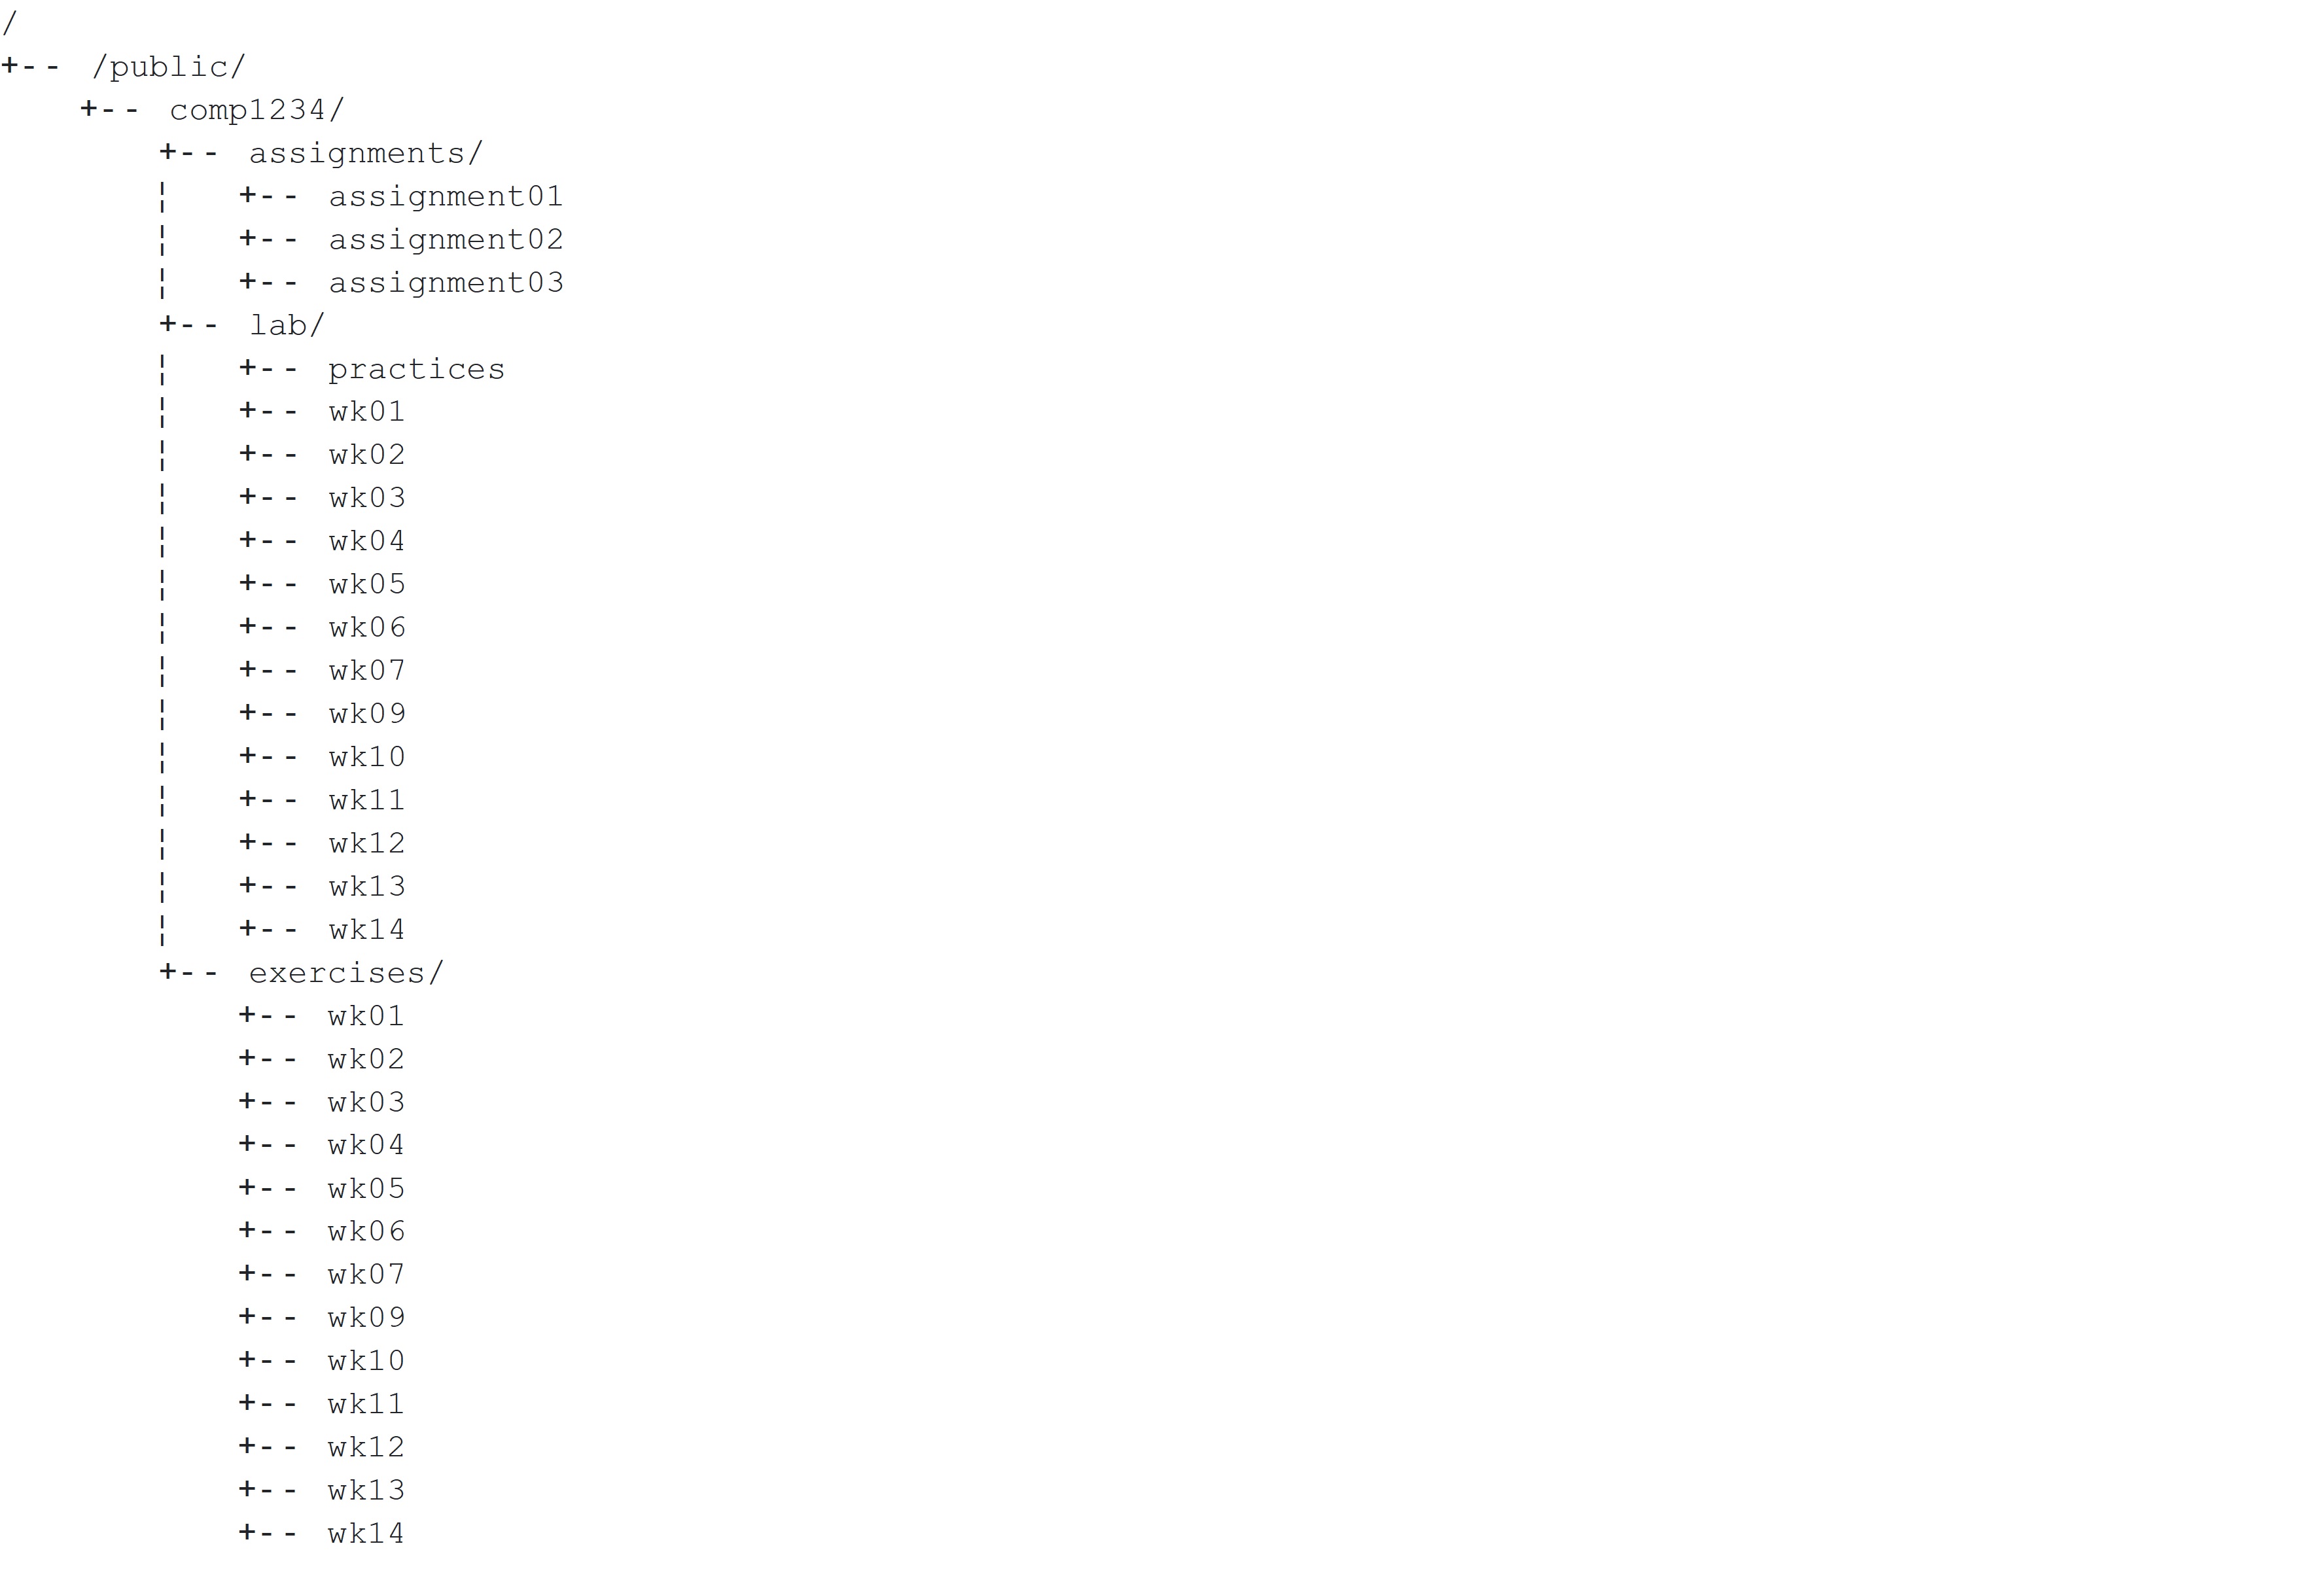 /
+-- /public/
    +-- comp1234/
        +-- assignments/
        ¦   +-- assignment01
        ¦   +-- assignment02
        ¦   +-- assignment03
        +-- lab/
        ¦   +-- practices
        ¦   +-- wk01
        ¦   +-- wk02
        ¦   +-- wk03
        ¦   +-- wk04
        ¦   +-- wk05
        ¦   +-- wk06
        ¦   +-- wk07
        ¦   +-- wk09
        ¦   +-- wk10
        ¦   +-- wk11
        ¦   +-- wk12
        ¦   +-- wk13
        ¦   +-- wk14
        +-- exercises/
            +-- wk01
            +-- wk02
            +-- wk03
            +-- wk04
            +-- wk05
            +-- wk06
            +-- wk07
            +-- wk09
            +-- wk10
            +-- wk11
            +-- wk12
            +-- wk13
            +-- wk14